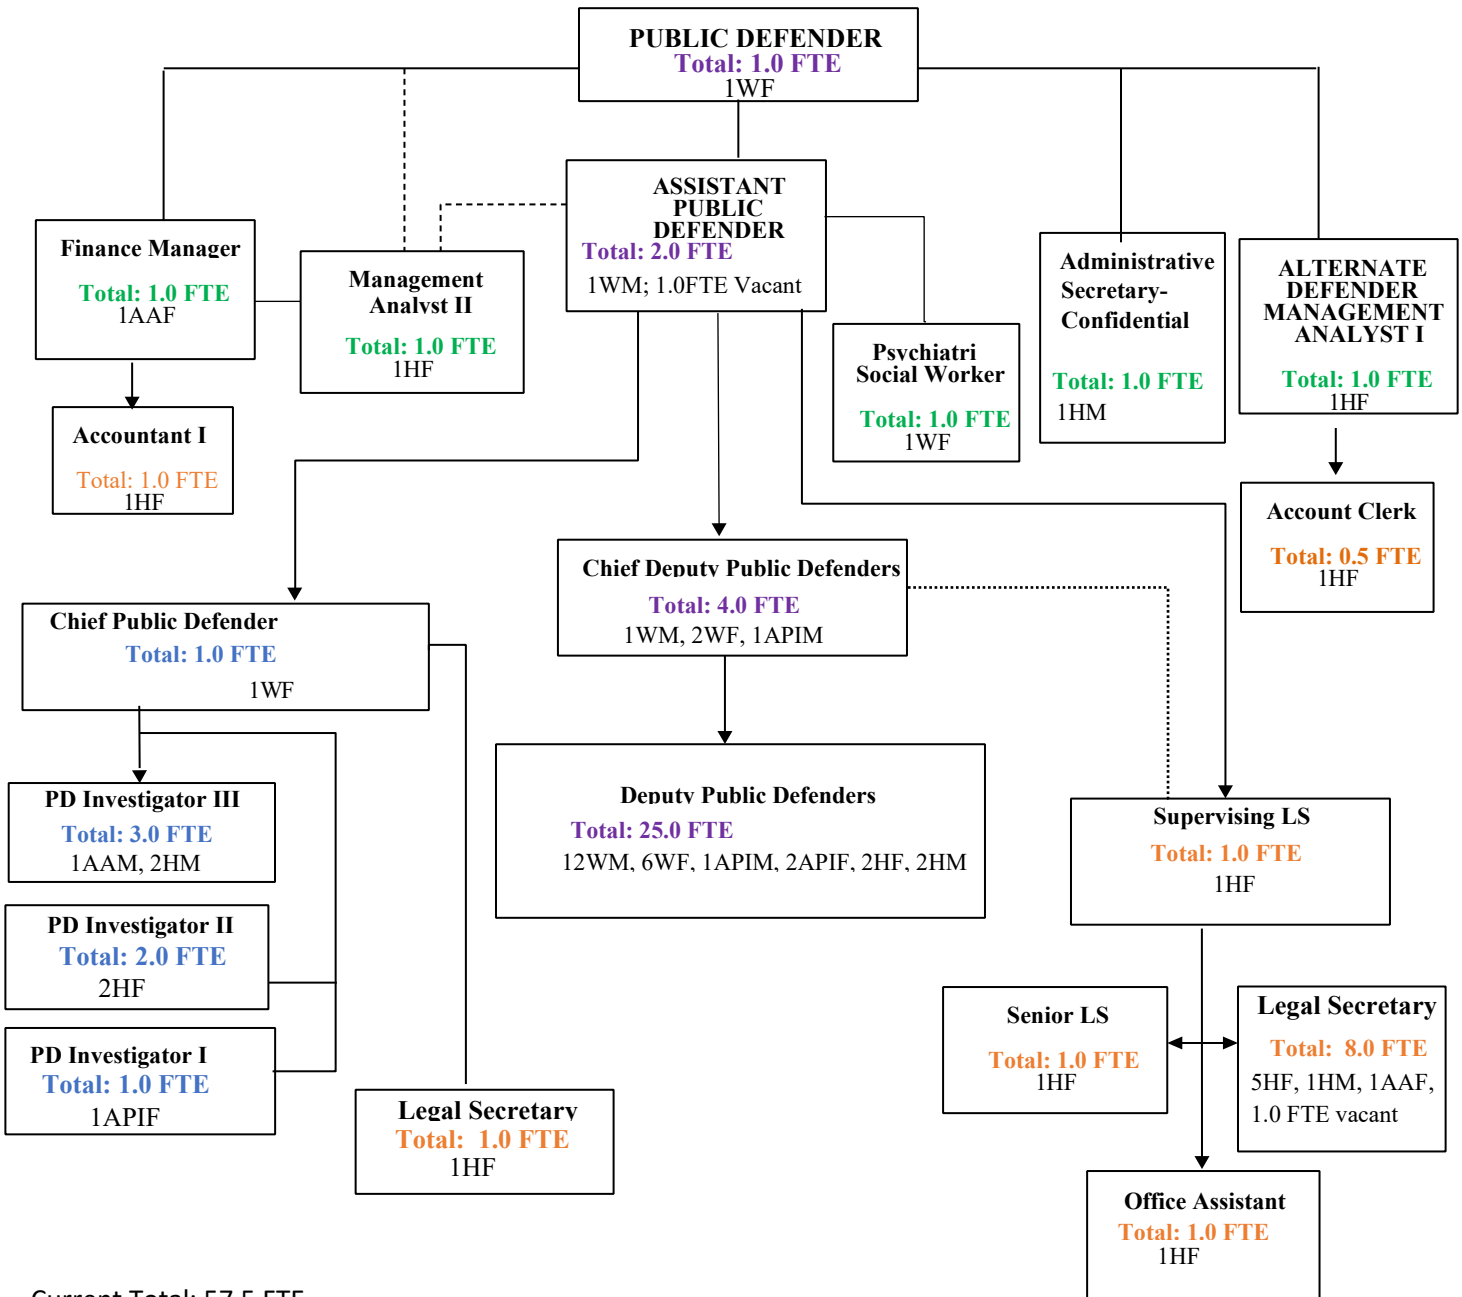 PUBLIC DEFENDER
Total: 1.0 FTE
1WF
ASSISTANT
PUBLIC
DEFENDER
Total: 2.0 FTE
1WM; 1.0FTE Vacant
Finance Manager
Total: 1.0 FTE
1AAF
Management
Analyst II
Total: 1.0 FTE
1HF
Psychiatri
Social Worker
Total: 1.0 FTE
1WF
Administrative
Secretary-
Confidential
Total: 1.0 FTE
1HM
ALTERNATE
DEFENDER
MANAGEMENT
ANALYST I
Total: 1.0 FTE
1HF
Accountant I
Total: 1.0 FTE
1HF
Account Clerk
Total: 0.5 FTE
1HF
Chief Deputy Public Defenders
Total: 4.0 FTE
1WM, 2WF, 1APIM
Chief Public Defender
Total: 1.0 FTE
1WF
Deputy Public Defenders
Total: 25.0 FTE
12WM, 6WF, 1APIM, 2APIF, 2HF, 2HM
PD Investigator III
Total: 3.0 FTE
1AAM, 2HM
Supervising LS
Total: 1.0 FTE
1HF
PD Investigator II
Total: 2.0 FTE
2HF
PD Investigator I
Total: 1.0 FTE
1APIF
Legal Secretary
Total: 1.0 FTE
1HF
Senior LS
Total: 1.0 FTE
1HF
Legal Secretary
Total: 8.0 FTE
5HF, 1HM, 1AAF,
1.0 FTE vacant
Office Assistant
Total: 1.0 FTE
1HF
Current Total: 57.5 FTE